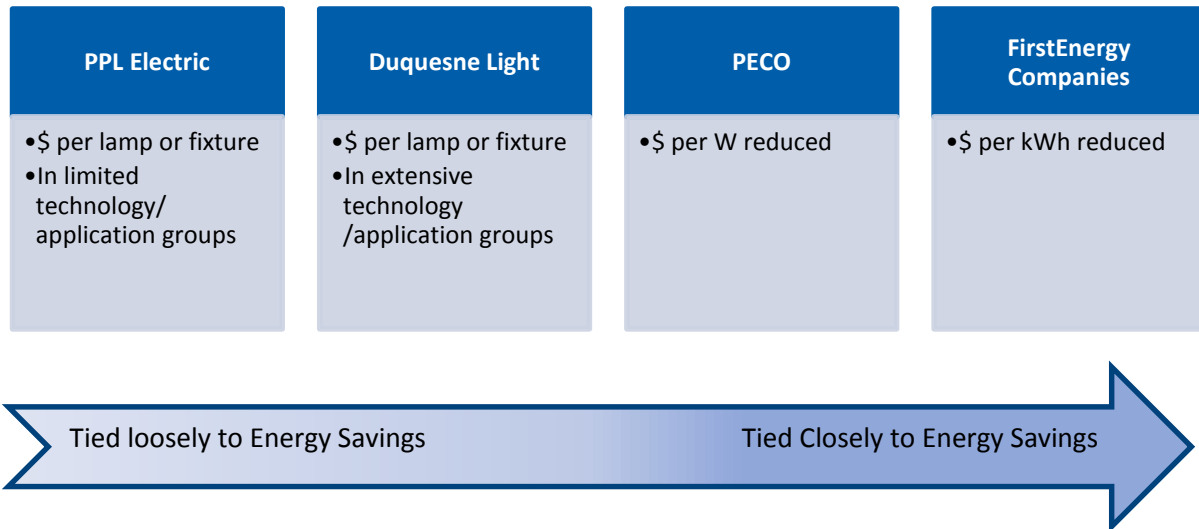 PPL Electric
•$ per lamp or fixture
•In limited
technology/
application groups
Duquesne Light
•$ per lamp or fixture
•In extensive
technology
/application groups
PECO
•$ per W reduced
FirstEnergy
Companies
•$ per kWh reduced
Tied loosely to Energy Savings
Tied Closely to Energy Savings